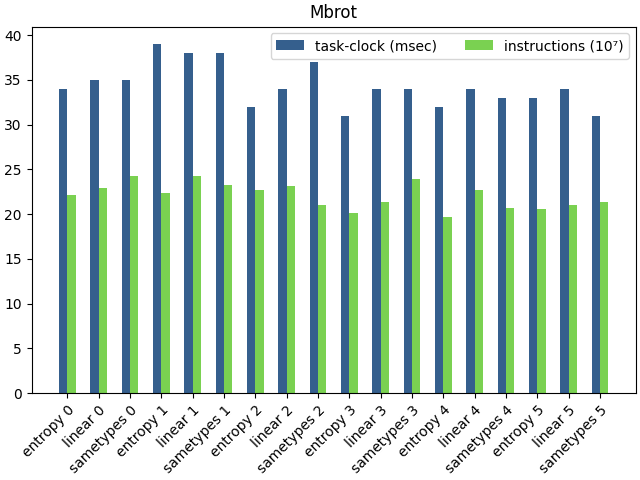 Mbrot
task-clock (msec)
instructions (10⁷)
40
35
30
25
20
15
10
5
0
entropy 0
linear 0
sametypes 0
entropy 1
linear 1
sametypes 1
entropy 2
linear 2
sametypes 2
entropy 3
linear 3
sametypes 3
entropy 4
linear 4
sametypes 4
entropy 5
linear 5
sametypes 5